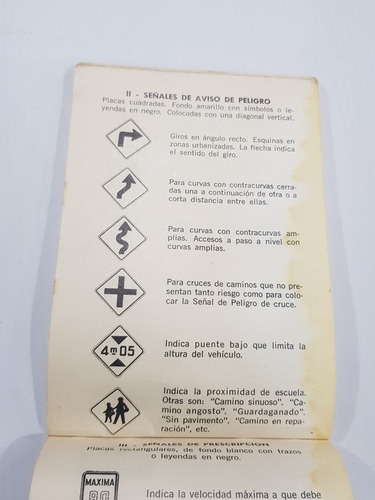 II - SEÑALES DE AVISO DE PELIGRO
Placas cuadradas. Fondo amarillo con símbolos o le-
yendas en negro. Colocadas con una diagonal vertical.
Giros en ángulo recto. Esquinas en
zonas urbanizadas. La flecha indica
el sentido del giro.
Para curvas con contracurvas cerra-
das una a continuación de otra o a
corta distancia entre ellas.
Para curvas con contracurvas am-
plias. Accesos a paso a nivel con
curvas amplias.
Para cruces de caminos que no pre-
sentan tanto riesgo como para colo-
car la Señal de Peligro de cruce.
4m05
Indica puente bajo que limita la
altura del vehículo.
Indica la proximidad de escuela.
Otras son: "Camino sinuoso", "Ca-
mino angosto", "Guardaganado",
"Sin pavimento", "Camino en repa-
ración", etc.
III - SEÑALES DE PRESCRIPCION
Placas rectangulares, de fondo blanco con trazos
o leyendas en negro.
MAXIMA
Indica la velocidad máxima a que debe